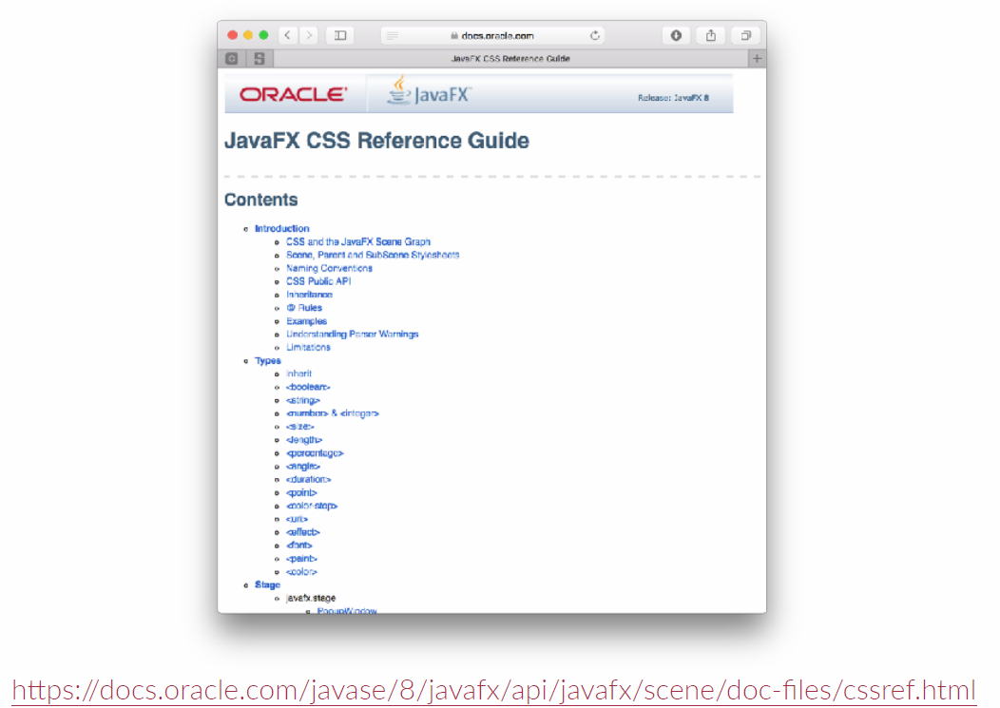 docs.oracle.com
JavaFX CSS Reference Guide
ORACLE JavaFX Release: JavaFX 8
JavaFX CSS Reference Guide
Contents
Introduction
CSS and the JavaFX Scene Graph
Scene, Parent and SubScene Stylesheets
Naming Conventions
CSS Public API
Inheritance
@ Rules
Examples
Understanding Parser Warnings
Limitations
Types
inherit
<boolean>
<string>
<number> & <integer>
<size>
<length>
<percentage>
<angle>
<duration>
<point>
<color-stop>
<uri>
<effect>
<font>
<paint>
<color>
Stage
javafx.stage
PopupWindow
https://docs.oracle.com/javase/8/javafx/api/javafx/scene/doc-files/cssref.html